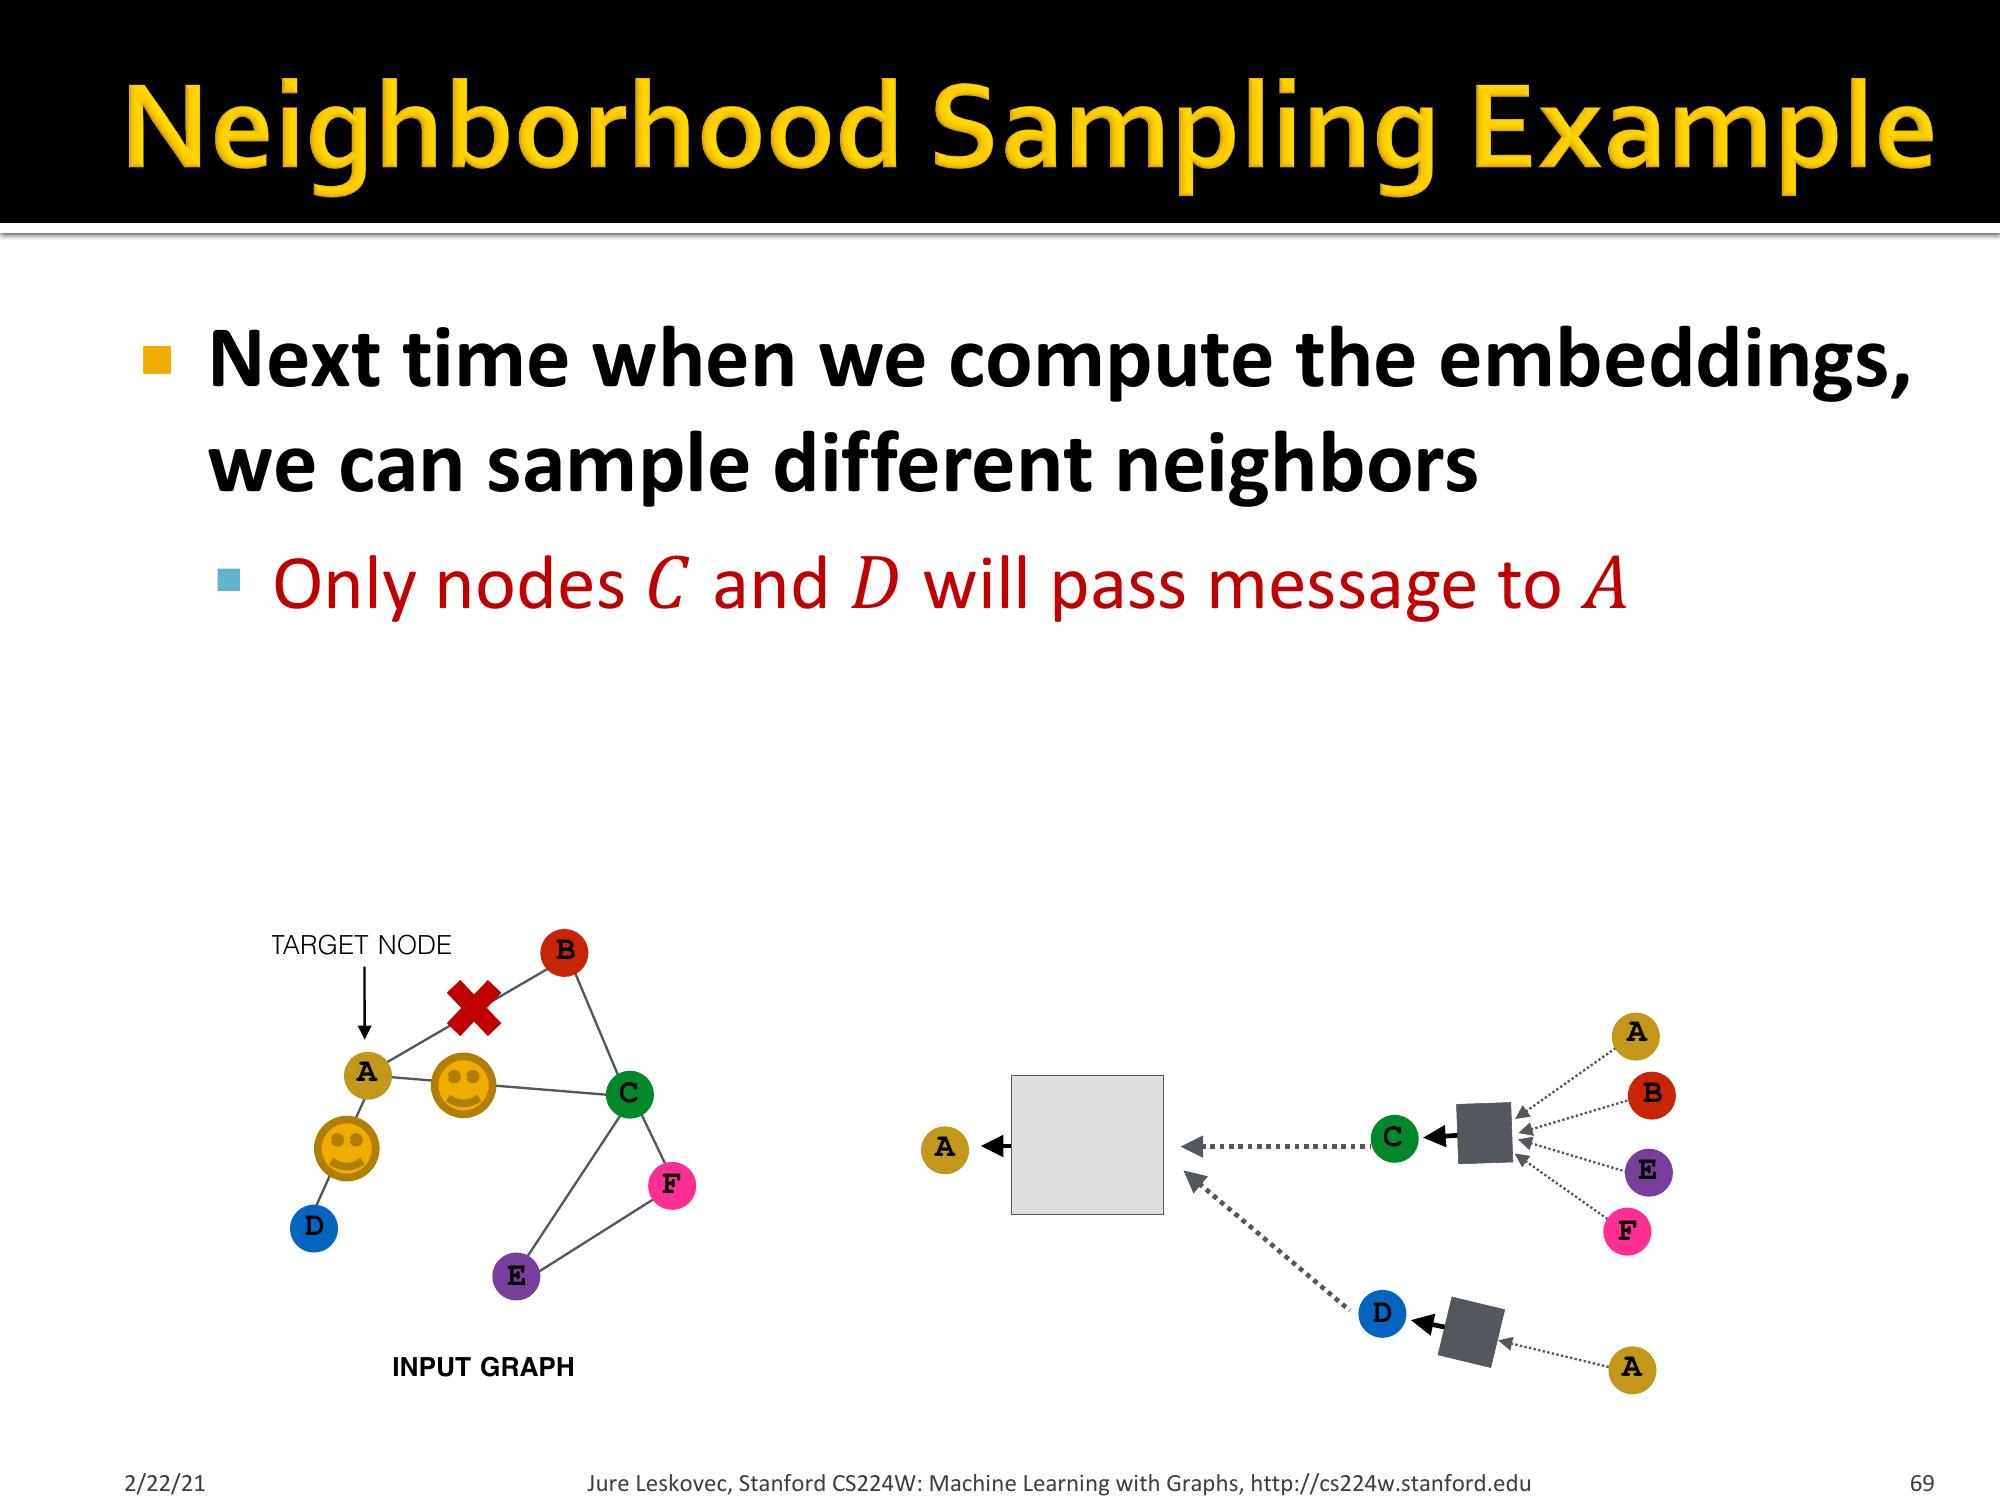 Neighborhood Sampling Example
Next time when we compute the embeddings,
we can sample different neighbors
Only nodes C and D will pass message to A
TARGET NODE
B
A
C
F
D
E
INPUT GRAPH
A
C
D
A
B
E
F
A
2/22/21
Jure Leskovec, Stanford CS224W: Machine Learning with Graphs, http://cs224w.stanford.edu
69